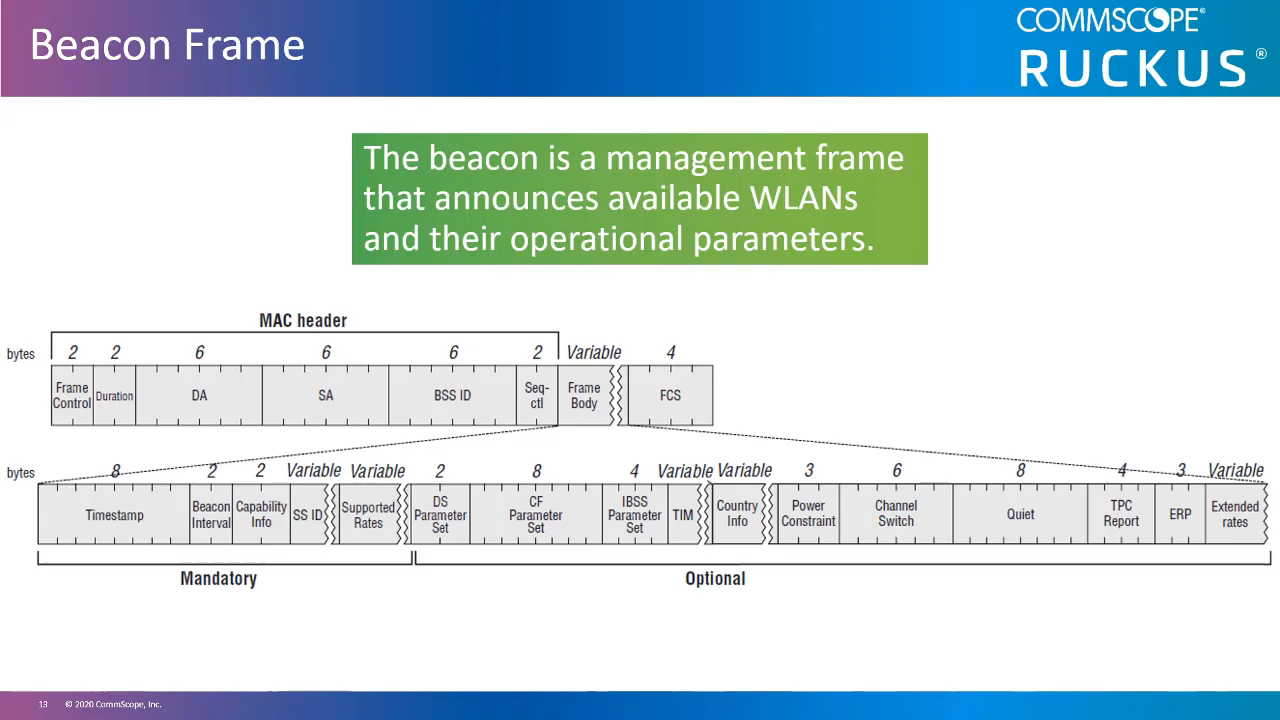 Beacon Frame
COMMSCOPE®
RUCKUS®
The beacon is a management frame
that announces available WLANs
and their operational parameters.
MAC header
bytes 2 2 6 6 6 2 Variable 4
Frame Control Duration DA SA BSS ID Seq-ctl Frame Body FCS
bytes 8 2 2 Variable Variable 2 8 4 Variable Variable 3 6 8 4 3 Variable
Timestamp Beacon Interval Capability Info SS ID Supported Rates DS Parameter Set CF Parameter Set IBSS Parameter Set TIM Country Info Power Constraint Channel Switch Quiet TPC Report ERP Extended rates
Mandatory Optional
13 © 2020 CommScope, Inc.